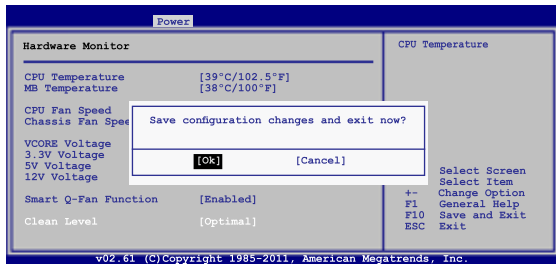 Power
Hardware Monitor
CPU Temperature
CPU Temperature [39°C/102.5°F]
MB Temperature [38°C/100°F]
CPU Fan Speed
Chassis Fan Spee
Save configuration changes and exit now?
[Ok] [Cancel]
VCORE Voltage
3.3V Voltage
5V Voltage
12V Voltage
Smart Q-Fan Function [Enabled]
Clean Level [Optimal]
Select Screen
Select Item
+- Change Option
F1 General Help
F10 Save and Exit
ESC Exit
v02.61 (C)Copyright 1985-2011, American Megatrends, Inc.